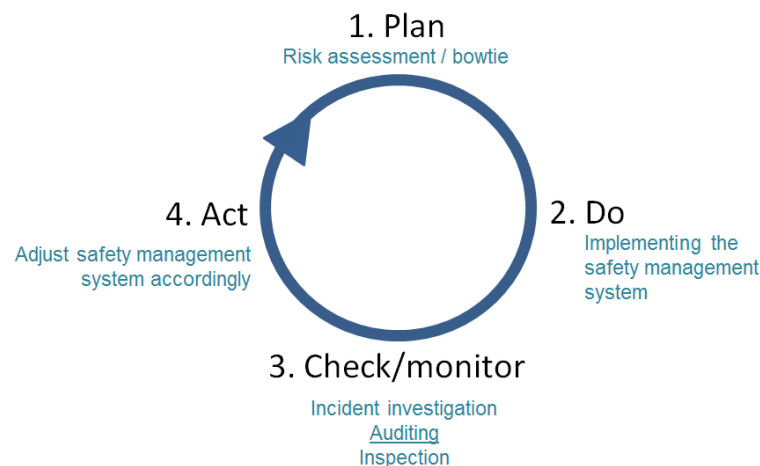 1. Plan
Risk assessment / bowtie
2. Do
Implementing the
safety management
system
3. Check/monitor
Incident investigation
Auditing
Inspection
4. Act
Adjust safety management
system accordingly